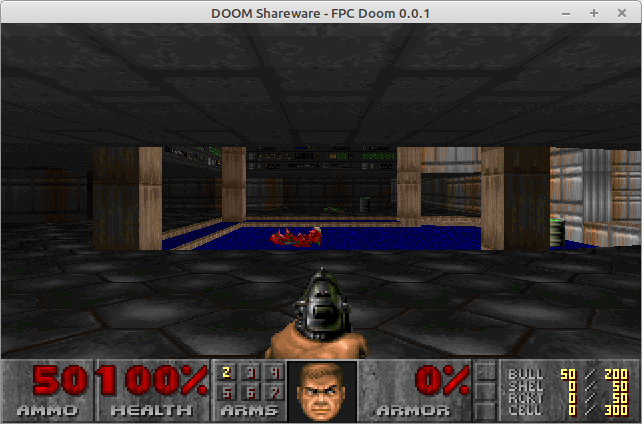 DOOM Shareware - FPC Doom 0.0.1
50 100% 2 3 4 0% BULL 50 / 200
5 6 7 SHEL 0 / 50
RCKT 0 / 50
AMMO HEALTH ARMS ARMOR CELL 0 / 300